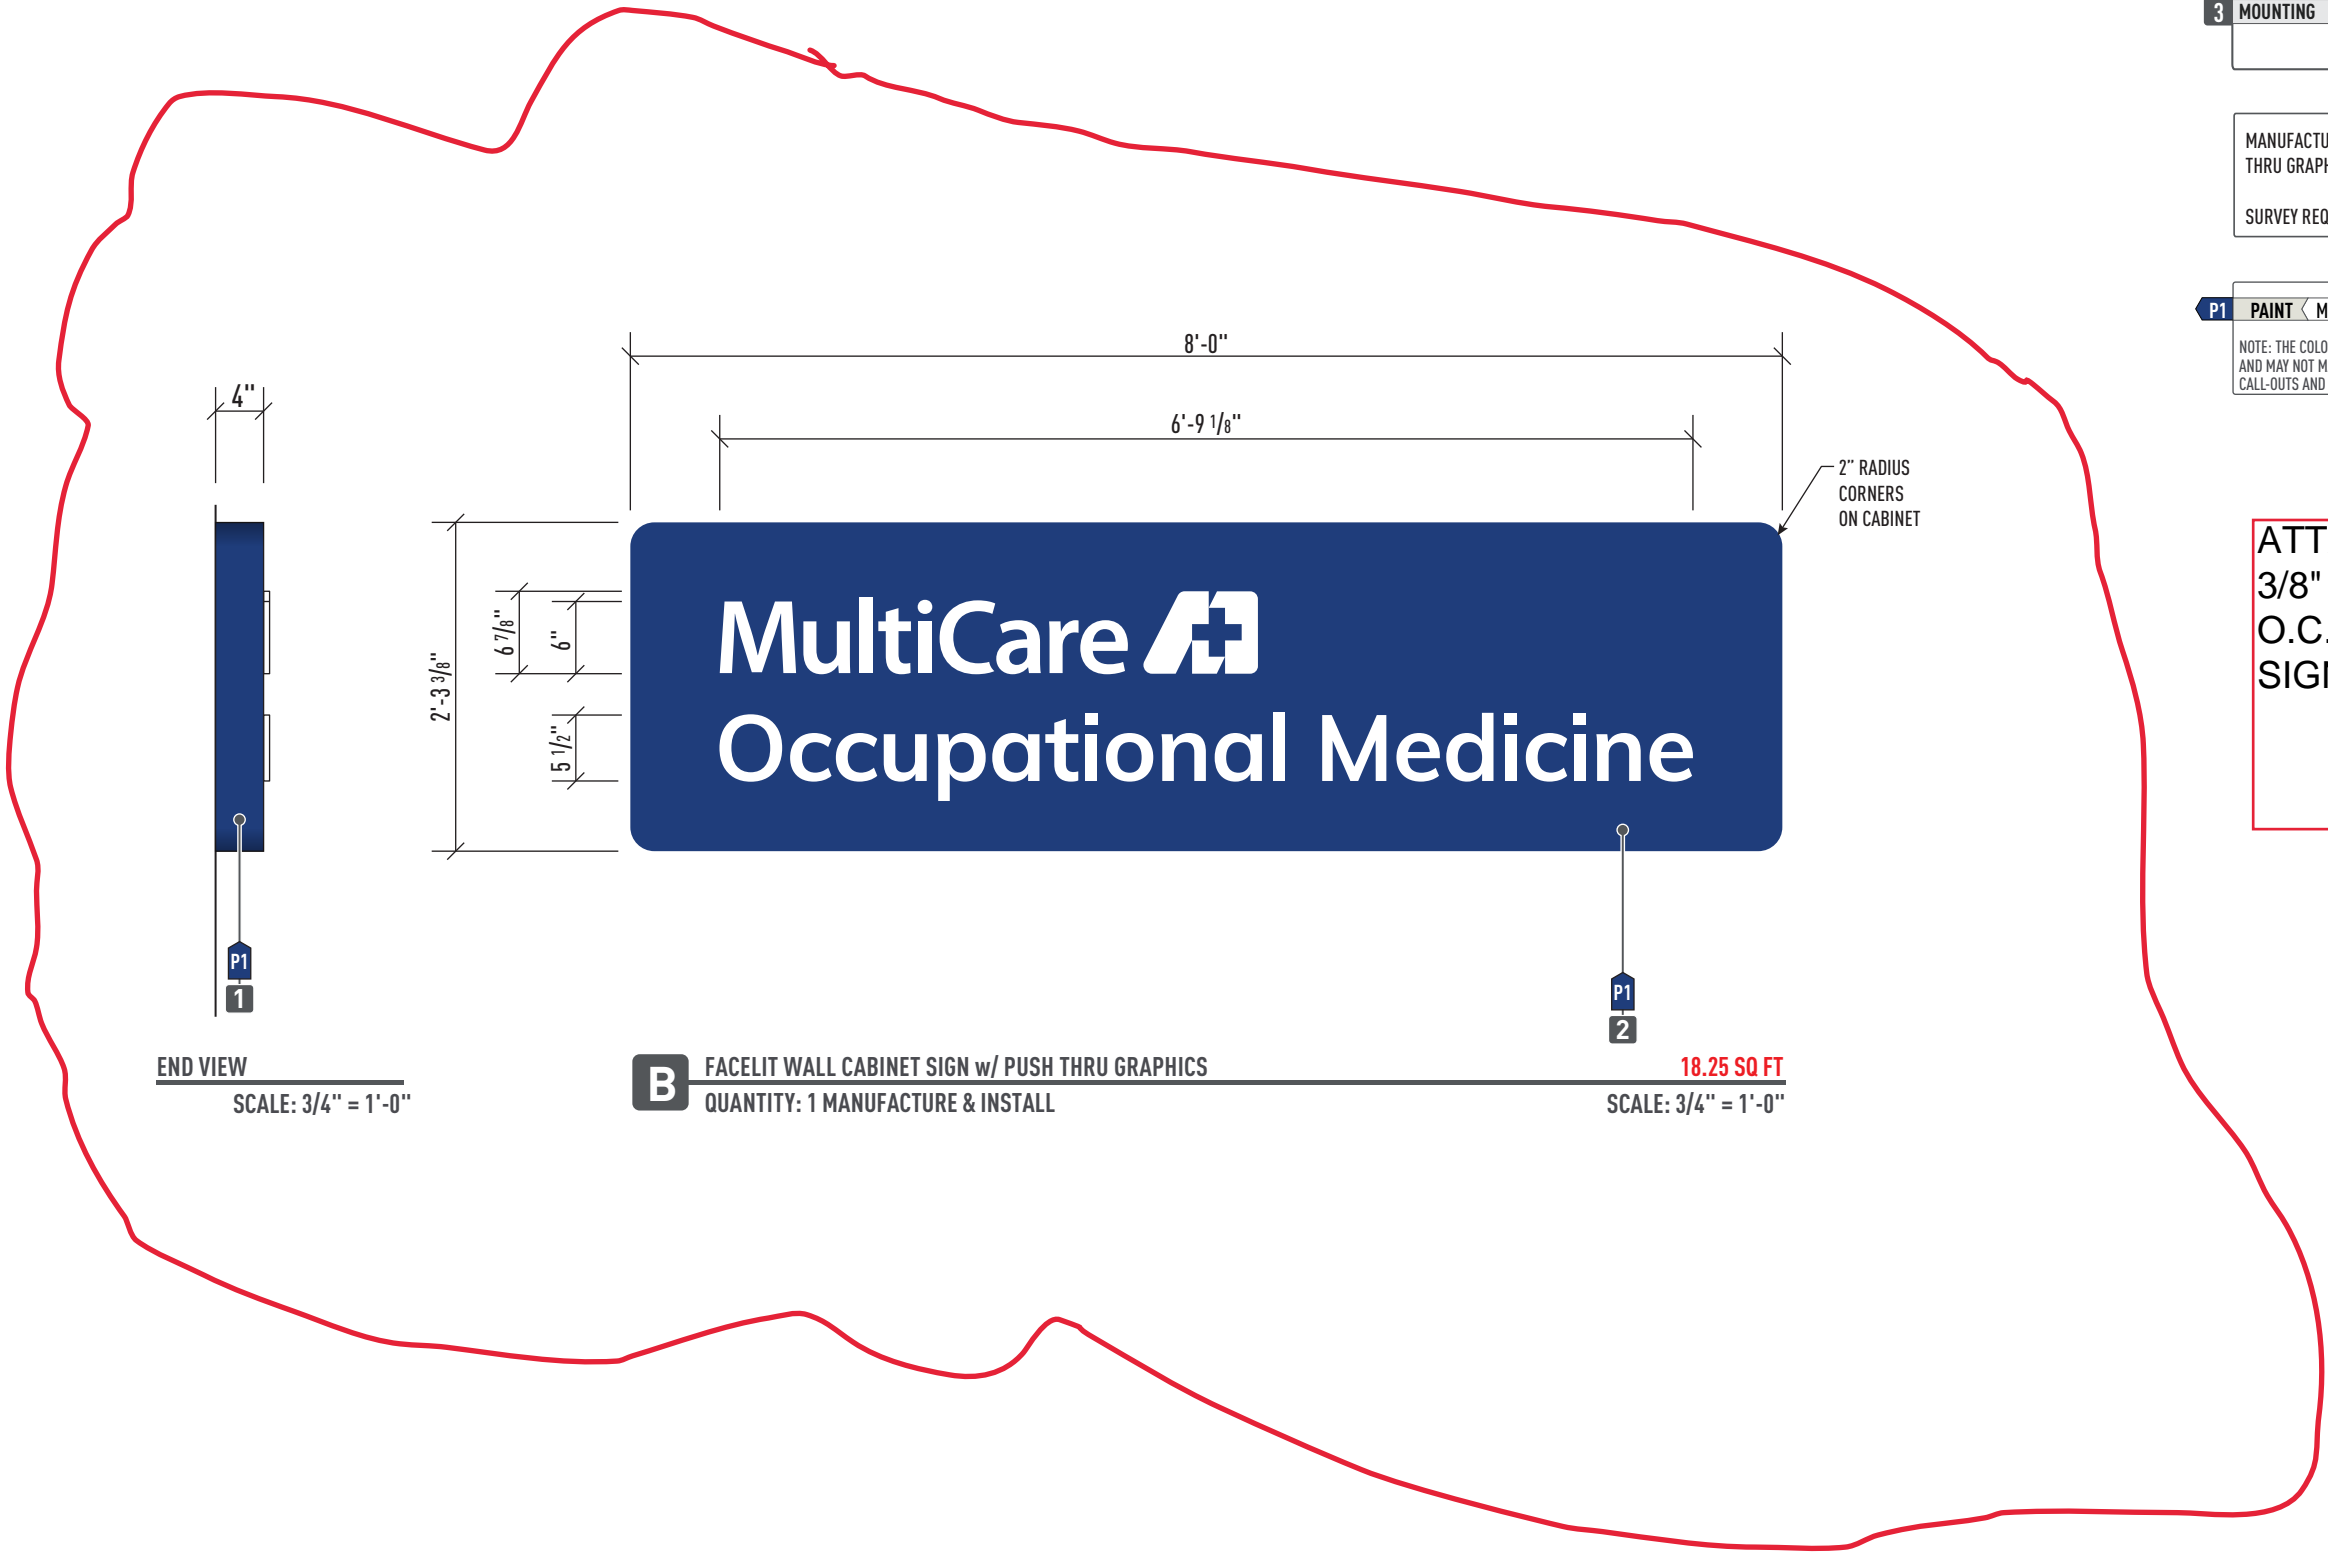 3 MOUNTING
MANUFACTU
THRU GRAPH
SURVEY REQ
P1 PAINT M
NOTE: THE COLO
AND MAY NOT M
CALL-OUTS AND
8'-0"
4"
6'-9 1/8"
2" RADIUS
CORNERS
ON CABINET
ATT
3/8"
O.C.
SIGN
2'-3 3/8"
6 7/8"
6"
5 1/2"
MultiCare
Occupational Medicine
P1
1
P1
2
END VIEW
SCALE: 3/4" = 1'-0"
B
FACELIT WALL CABINET SIGN w/ PUSH THRU GRAPHICS
18.25 SQ FT
QUANTITY: 1 MANUFACTURE & INSTALL
SCALE: 3/4" = 1'-0"